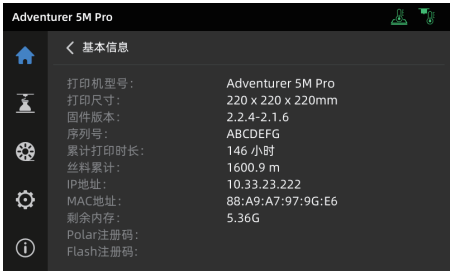 Adventurer 5M Pro
基本信息
打印机型号： Adventurer 5M Pro
打印尺寸： 220 x 220 x 220mm
固件版本： 2.2.4-2.1.6
序列号： ABCDEFG
累计打印时长： 146 小时
丝料累计： 1600.9 m
IP地址： 10.33.23.222
MAC地址： 88:A9:A7:97:9G:E6
剩余内存： 5.36G
Polar注册码：
Flash注册码：